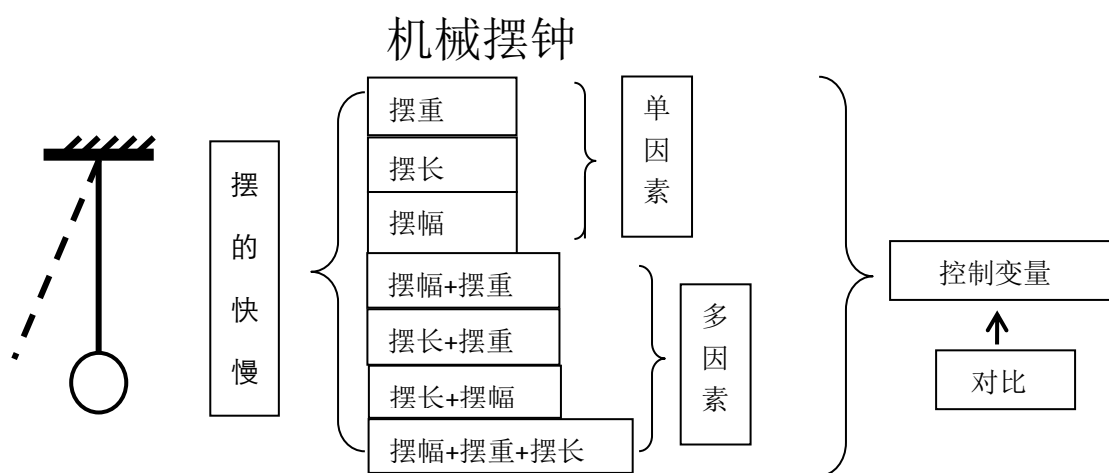 机械摆钟
摆的快慢
摆重
摆长
摆幅
摆幅+摆重
摆长+摆重
摆长+摆幅
摆幅+摆重+摆长
单因素
多因素
控制变量
对比